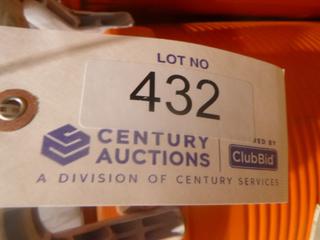 LOT NO
432
CENTURY
AUCTIONS
ClubBid
A DIVISION OF CENTURY SERVICES